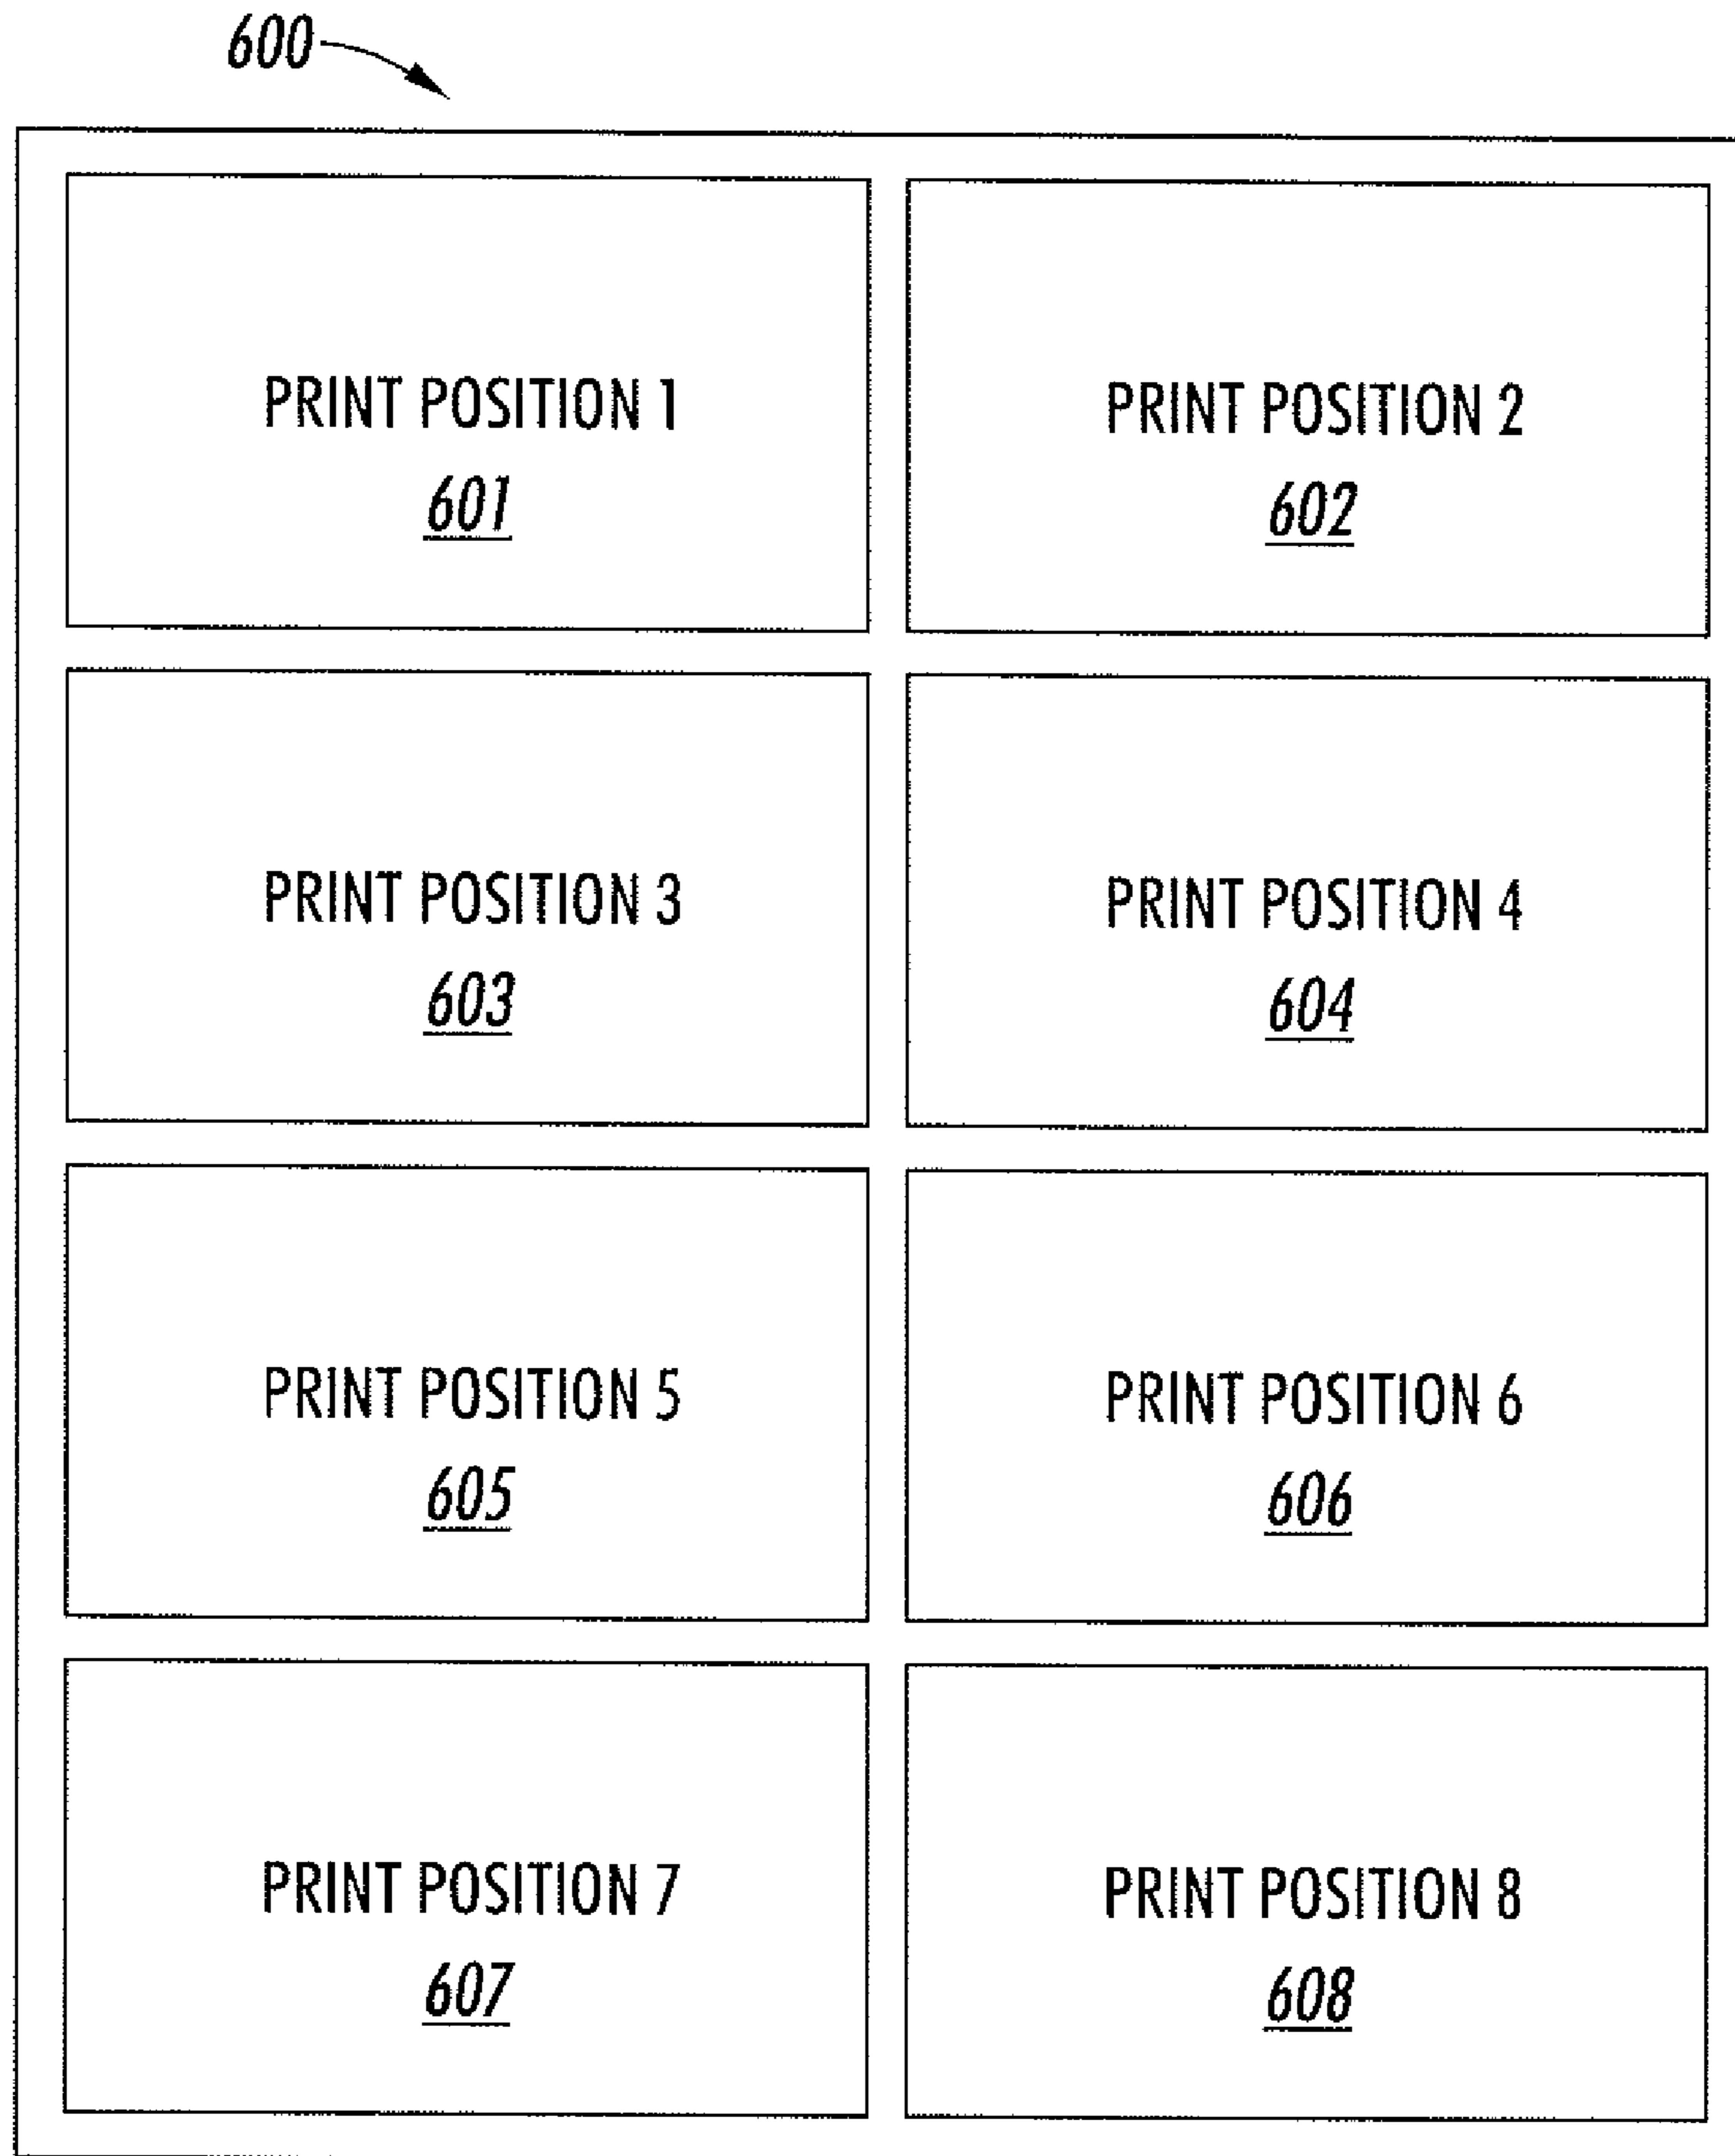 600
PRINT POSITION 1
601
PRINT POSITION 2
602
PRINT POSITION 3
603
PRINT POSITION 4
604
PRINT POSITION 5
605
PRINT POSITION 6
606
PRINT POSITION 7
607
PRINT POSITION 8
608